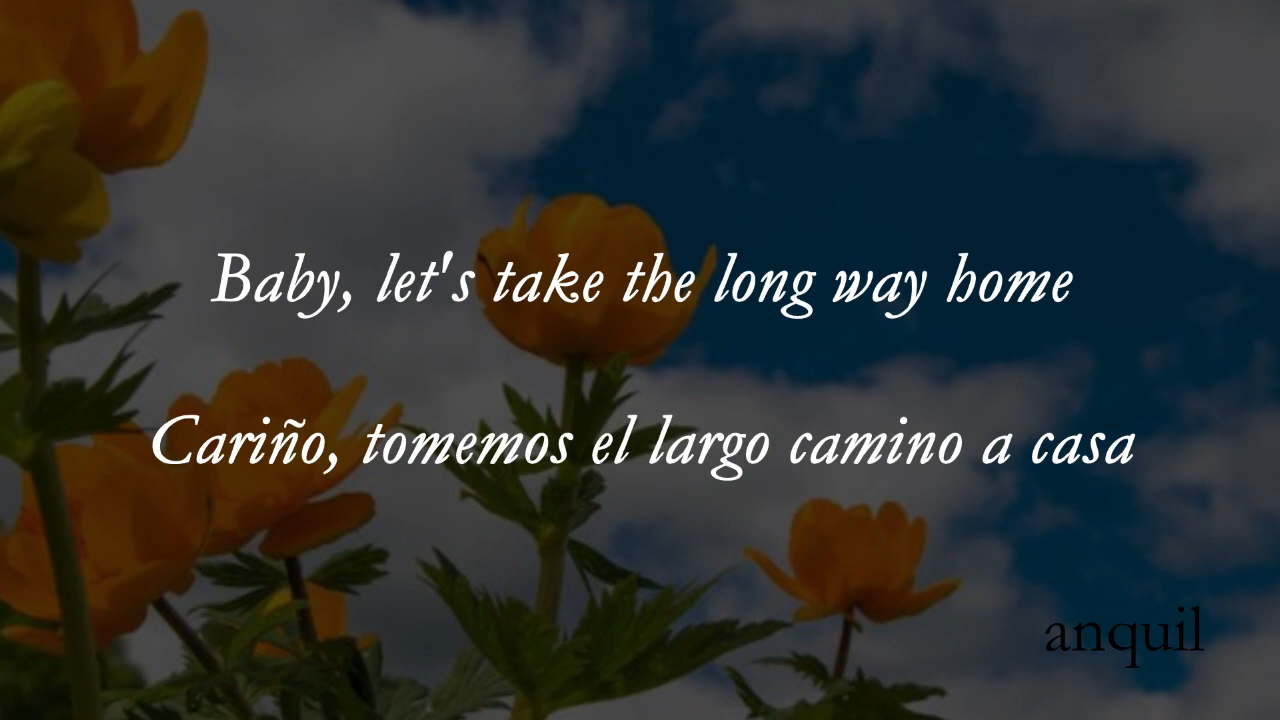 Baby, let's take the long way home
Cariño, tomemos el largo camino a casa
anquil